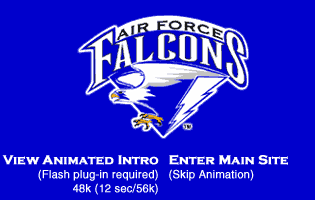 AIR FORCE
FALCONS
TM
VIEW ANIMATED INTRO ENTER MAIN SITE
(Flash plug-in required) (Skip Animation)
48k (12 sec/56k)